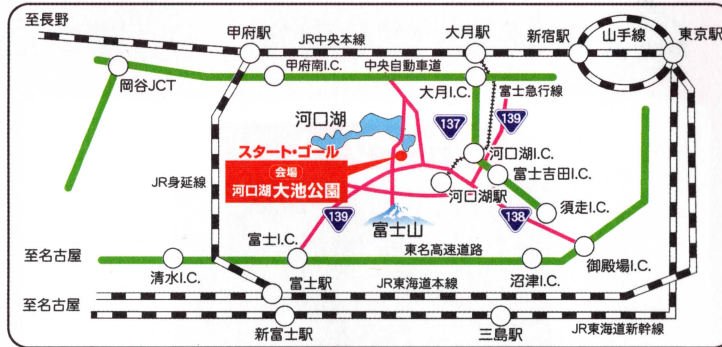 至長野
甲府駅
JR中央本線
大月駅
新宿駅
山手線
東京駅
岡谷JCT
甲府南I.C.
中央自動車道
大月I.C.
富士急行線
河口湖
137
139
スタート・ゴール
会場
河口湖大池公園
河口湖I.C.
富士吉田I.C.
JR身延線
河口湖駅
須走I.C.
139
富士山
138
富士I.C.
東名高速道路
御殿場I.C.
至名古屋
清水I.C.
富士駅
沼津I.C.
JR東海道本線
至名古屋
新富士駅
三島駅
JR東海道新幹線